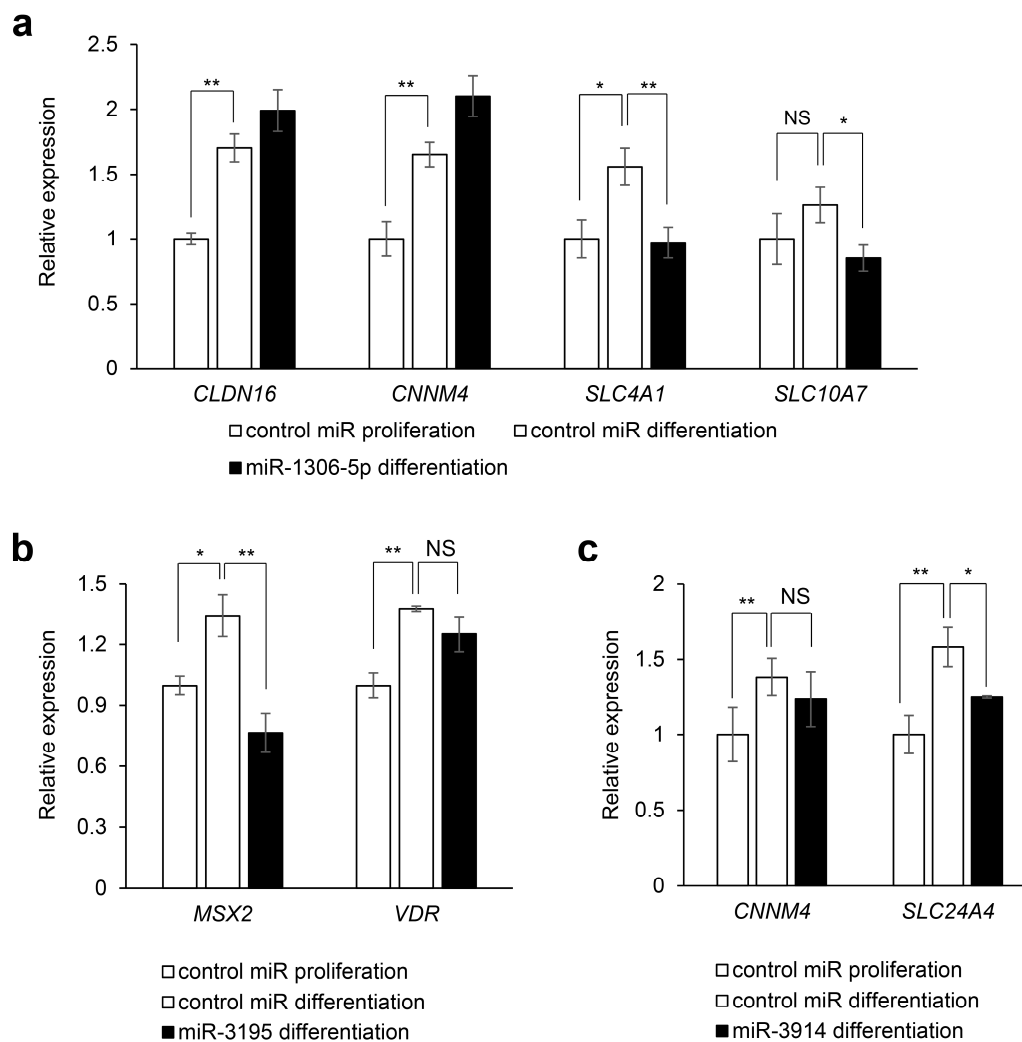 a
2.5
2
1.5
1
0.5
0
Relative expression
** ** * ** NS *
CLDN16 CNNM4 SLC4A1 SLC10A7
control miR proliferation control miR differentiation
miR-1306-5p differentiation
b
1.5
1.2
0.9
0.6
0.3
0
Relative expression
* ** ** NS
MSX2 VDR
control miR proliferation
control miR differentiation
miR-3195 differentiation
c
2
1.5
1
0.5
0
Relative expression
** NS ** *
CNNM4 SLC24A4
control miR proliferation
control miR differentiation
miR-3914 differentiation